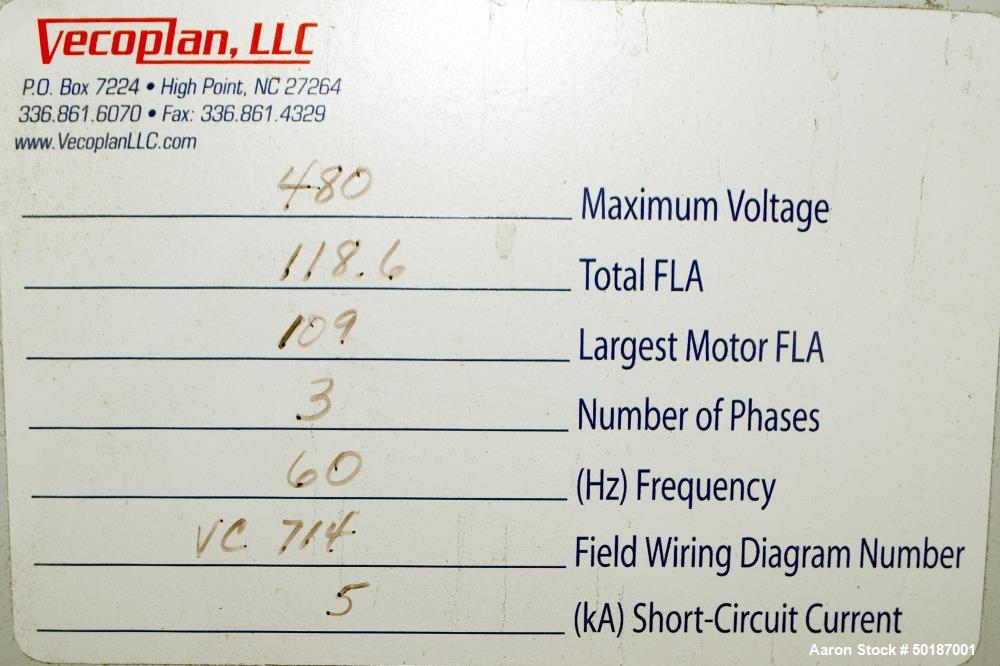 Vecoplan, LLC
P.O. Box 7224 • High Point, NC 27264
336.861.6070 • Fax: 336.861.4329
www.VecoplanLLC.com
480 Maximum Voltage
118.6 Total FLA
109 Largest Motor FLA
3 Number of Phases
60 (Hz) Frequency
VC 714 Field Wiring Diagram Number
5 (kA) Short-Circuit Current
Aaron Stock # 50187001